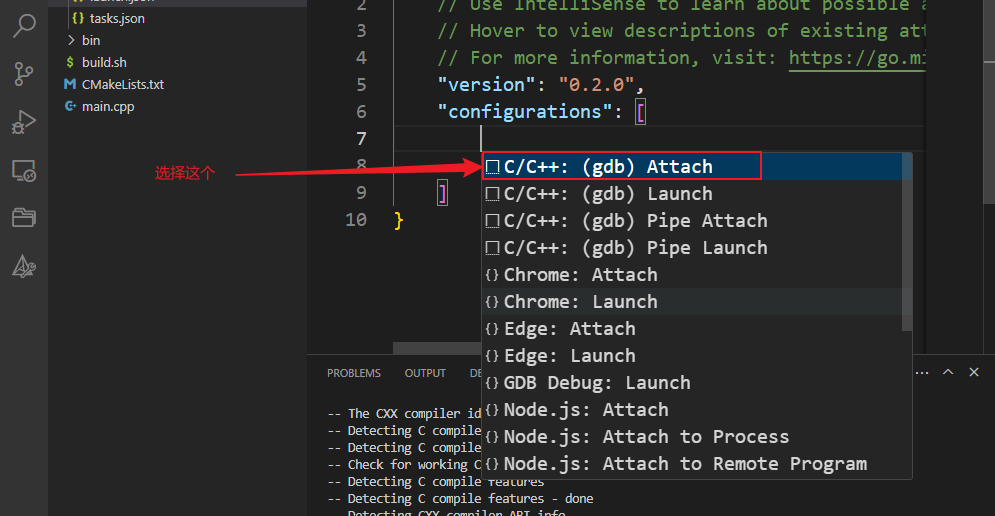 tasks.json
bin
build.sh
CMakeLists.txt
main.cpp
选择这个
2 // Use IntelliSense to learn about possible a
3 // Hover to view descriptions of existing att
4 // For more information, visit: https://go.mi
5 "version": "0.2.0",
6 "configurations": [
7
8
9 ]
10 }
C/C++: (gdb) Attach
C/C++: (gdb) Launch
C/C++: (gdb) Pipe Attach
C/C++: (gdb) Pipe Launch
{} Chrome: Attach
{} Chrome: Launch
{} Edge: Attach
{} Edge: Launch
{} GDB Debug: Launch
{} Node.js: Attach
{} Node.js: Attach to Process
{} Node.js: Attach to Remote Program
PROBLEMS OUTPUT DE
-- The CXX compiler id
-- Detecting C compile
-- Detecting C compile
-- Check for working C
-- Detecting C compile features
-- Detecting C compile features - done